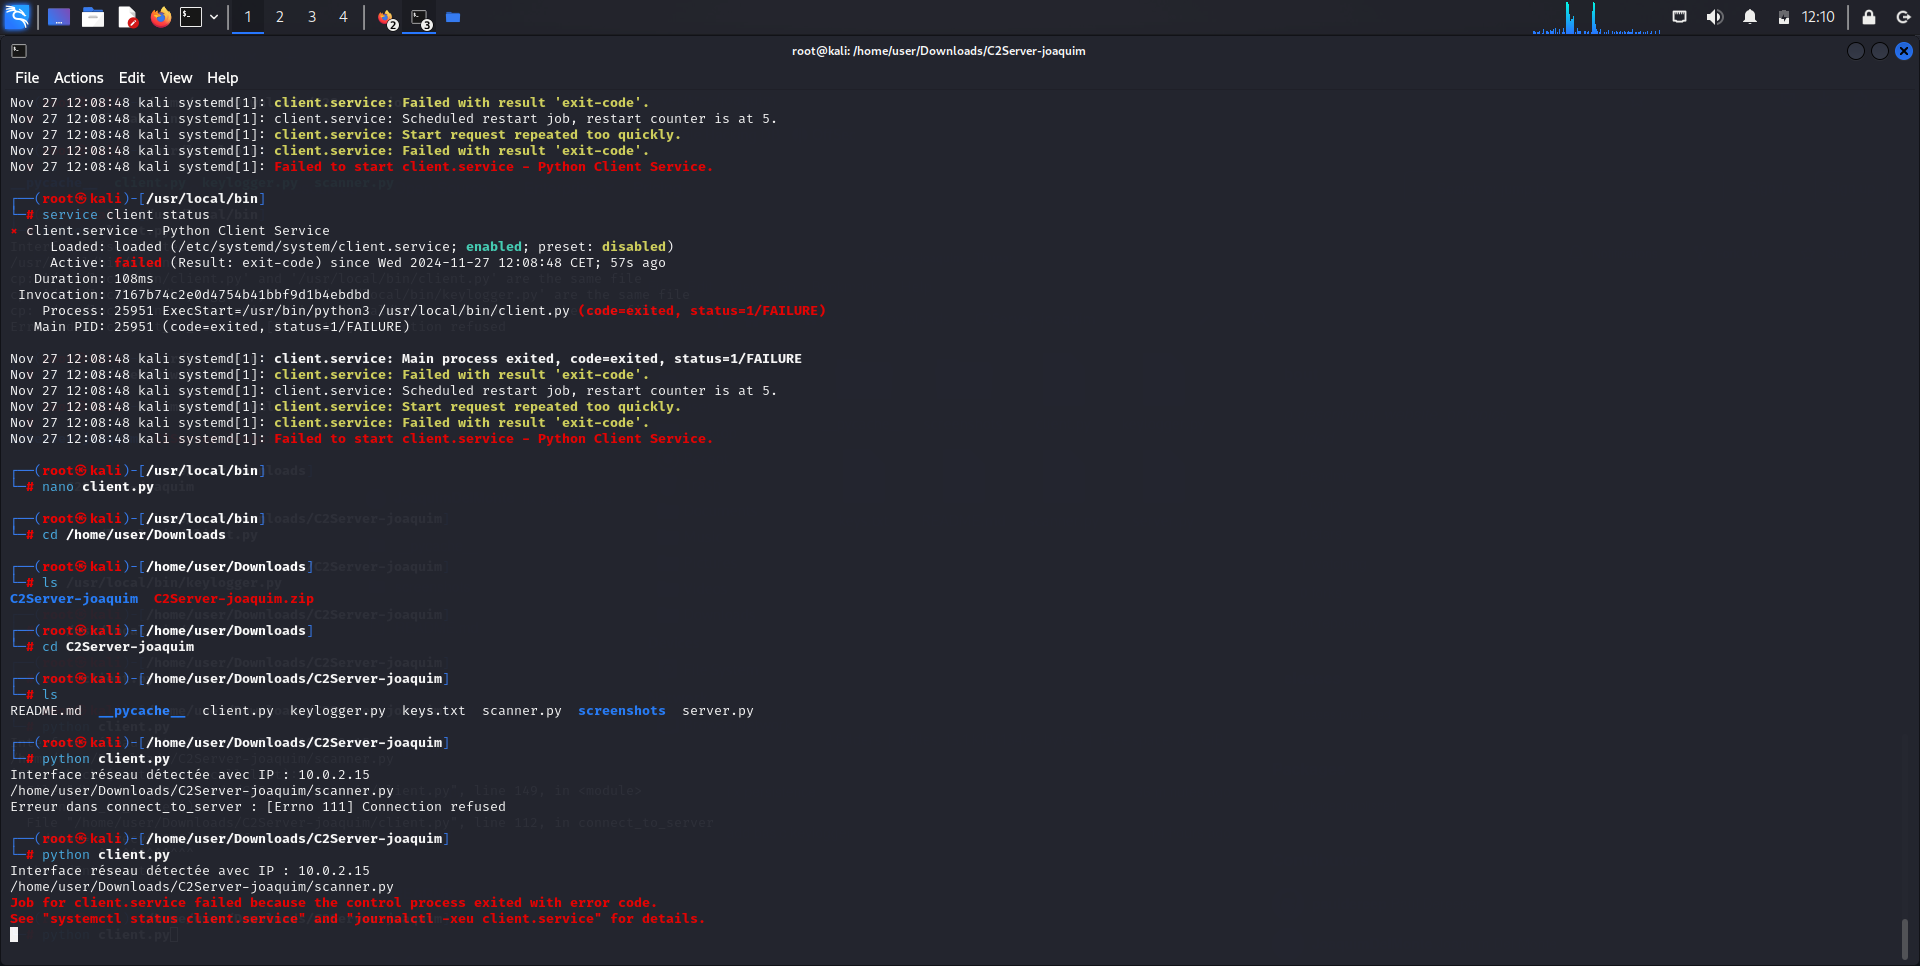 1 2 3 4 2 3 12:10
root@kali: /home/user/Downloads/C2Server-joaquim
File Actions Edit View Help
Nov 27 12:08:48 kali systemd[1]: client.service: Failed with result 'exit-code'.
Nov 27 12:08:48 kali systemd[1]: client.service: Scheduled restart job, restart counter is at 5.
Nov 27 12:08:48 kali systemd[1]: client.service: Start request repeated too quickly.
Nov 27 12:08:48 kali systemd[1]: client.service: Failed with result 'exit-code'.
Nov 27 12:08:48 kali systemd[1]: Failed to start client.service - Python Client Service.
┌──(root㉿kali)-[/usr/local/bin]
└─# service client status
× client.service - Python Client Service
Loaded: loaded (/etc/systemd/system/client.service; enabled; preset: disabled)
Active: failed (Result: exit-code) since Wed 2024-11-27 12:08:48 CET; 57s ago
Duration: 108ms
Invocation: 7167b74c2e0d4754b41bbf9d1b4ebdbd
Process: 25951 ExecStart=/usr/bin/python3 /usr/local/bin/client.py (code=exited, status=1/FAILURE)
Main PID: 25951 (code=exited, status=1/FAILURE)
Nov 27 12:08:48 kali systemd[1]: client.service: Main process exited, code=exited, status=1/FAILURE
Nov 27 12:08:48 kali systemd[1]: client.service: Failed with result 'exit-code'.
Nov 27 12:08:48 kali systemd[1]: client.service: Scheduled restart job, restart counter is at 5.
Nov 27 12:08:48 kali systemd[1]: client.service: Start request repeated too quickly.
Nov 27 12:08:48 kali systemd[1]: client.service: Failed with result 'exit-code'.
Nov 27 12:08:48 kali systemd[1]: Failed to start client.service - Python Client Service.
┌──(root㉿kali)-[/usr/local/bin]
└─# nano client.py
┌──(root㉿kali)-[/usr/local/bin]
└─# cd /home/user/Downloads
┌──(root㉿kali)-[/home/user/Downloads]
└─# ls
C2Server-joaquim C2Server-joaquim.zip
┌──(root㉿kali)-[/home/user/Downloads]
└─# cd C2Server-joaquim
┌──(root㉿kali)-[/home/user/Downloads/C2Server-joaquim]
└─# ls
README.md __pycache__ client.py keylogger.py keys.txt scanner.py screenshots server.py
┌──(root㉿kali)-[/home/user/Downloads/C2Server-joaquim]
└─# python client.py
Interface réseau détectée avec IP : 10.0.2.15
/home/user/Downloads/C2Server-joaquim/scanner.py
Erreur dans connect_to_server : [Errno 111] Connection refused
┌──(root㉿kali)-[/home/user/Downloads/C2Server-joaquim]
└─# python client.py
Interface réseau détectée avec IP : 10.0.2.15
/home/user/Downloads/C2Server-joaquim/scanner.py
Job for client.service failed because the control process exited with error code.
See "systemctl status client.service" and "journalctl -xeu client.service" for details.